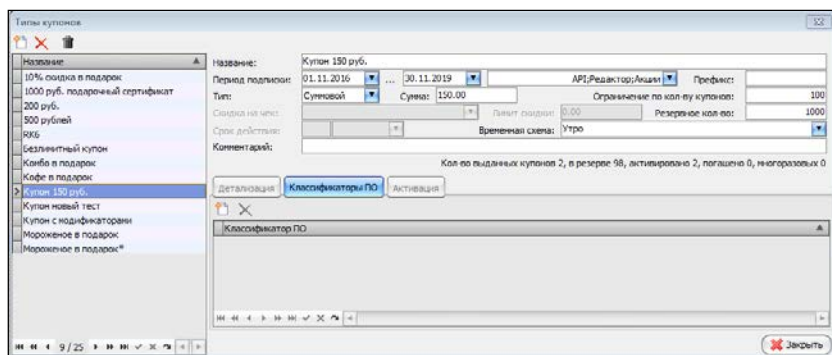 Типы купонов
Название
10% скидка в подарок
1000 руб. подарочный сертификат
200 руб.
500 рублей
RK6
Безлимитный купон
Комбо в подарок
Кофе в подарок
Купон 150 руб.
Купон новый тест
Купон с модификаторами
Мороженое в подарок
Мороженое в подарок*
9 / 25
Название: Купон 150 руб.
Период подписки: 01.11.2016 ... 30.11.2019 API;Редактор;Акции Префикс:
Тип: Суммовой Сумма: 150.00 Ограничение по кол-ву купонов: 100
Скидка на чек: Лимит скидки: 0.00 Резервное кол-во: 1000
Срок действия: Временная схема: Утро
Комментарий:
Кол-во выданных купонов 2, в резерве 98, активировано 2, погашено 0, многоразовых 0
Детализация Классификаторы ПО Активация
Классификатор ПО
Закрыть